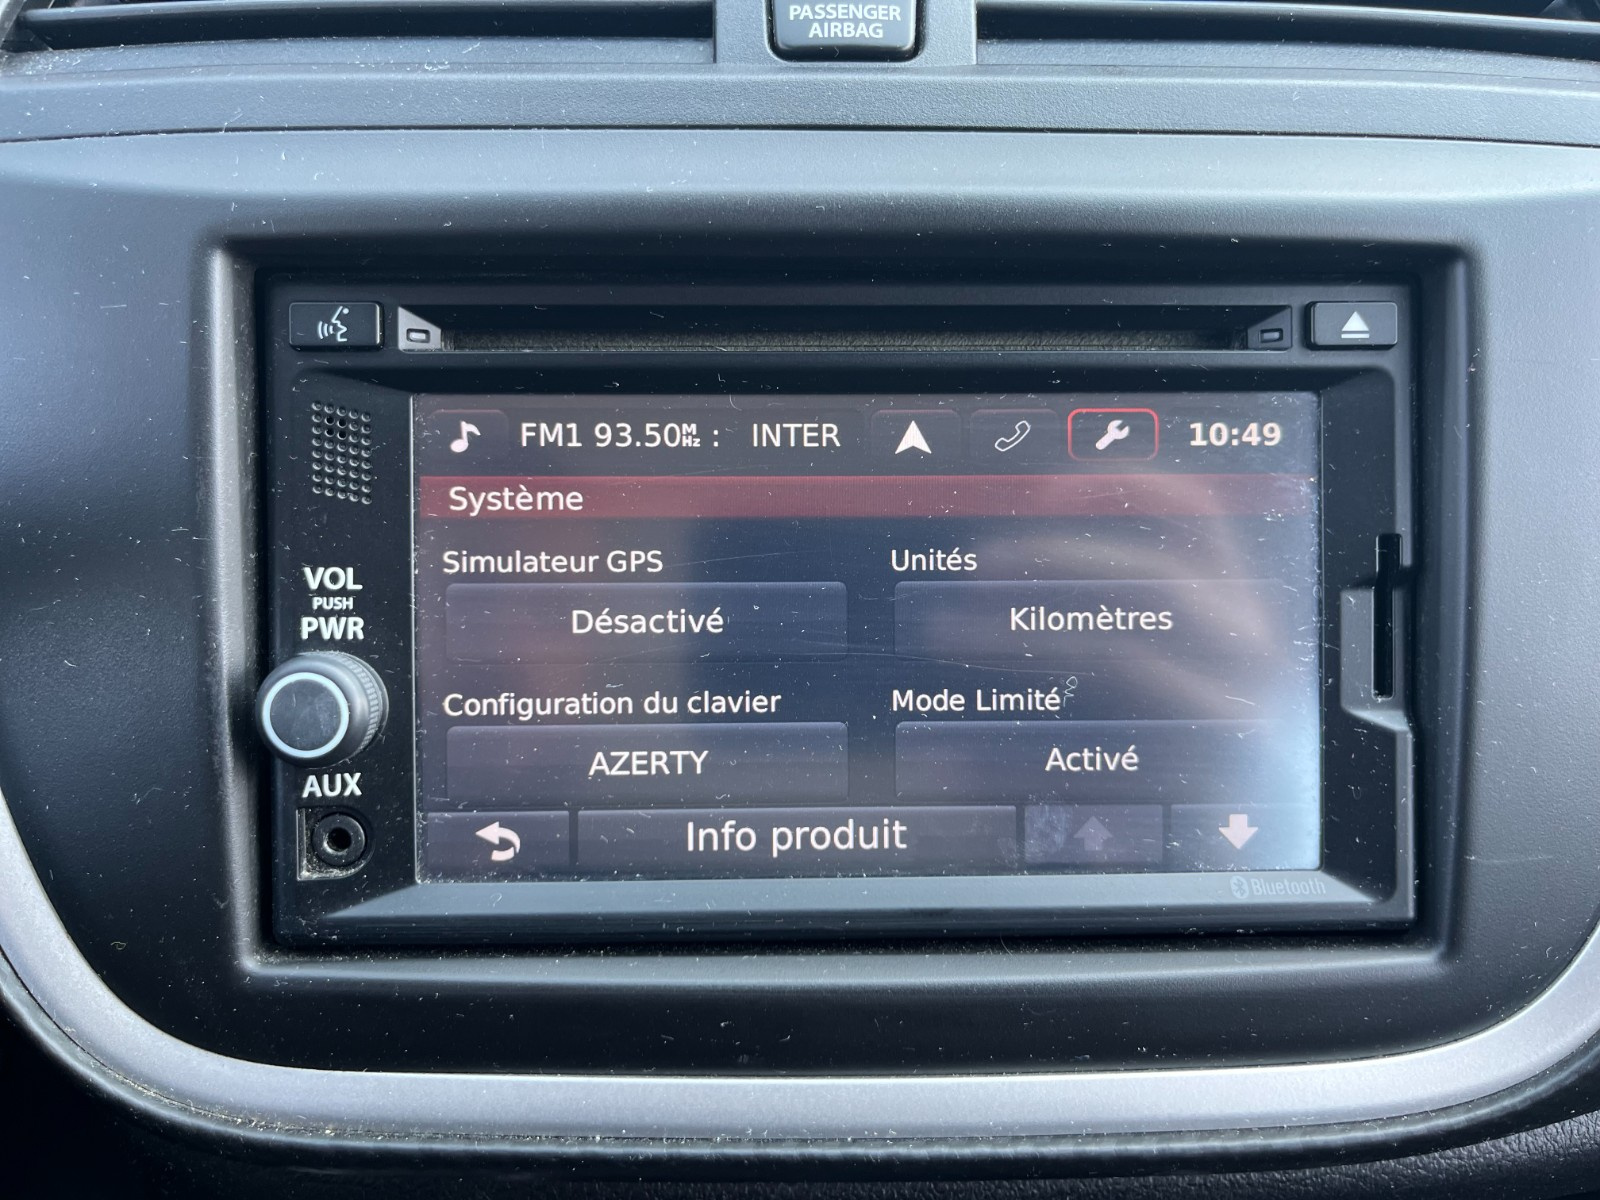 PASSENGER
AIRBAG
FM1 93.50MHz : INTER 10:49
Système
Simulateur GPS Unités
Désactivé Kilomètres
Configuration du clavier Mode Limité
AZERTY Activé
Info produit
VOL
PUSH
PWR
AUX
Bluetooth